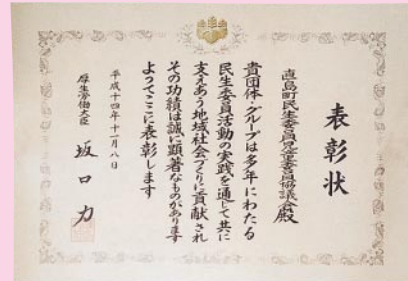 表彰状
直島町民生委員児童委員協議会殿
貴団体・グループは多年にわたる
民生委員活動の実践を通して共に
支えあう地域社会づくりに貢献され
その功績は誠に顕著なものがあります
よってここに表彰します
平成十四年十一月八日
厚生労働大臣 坂口力